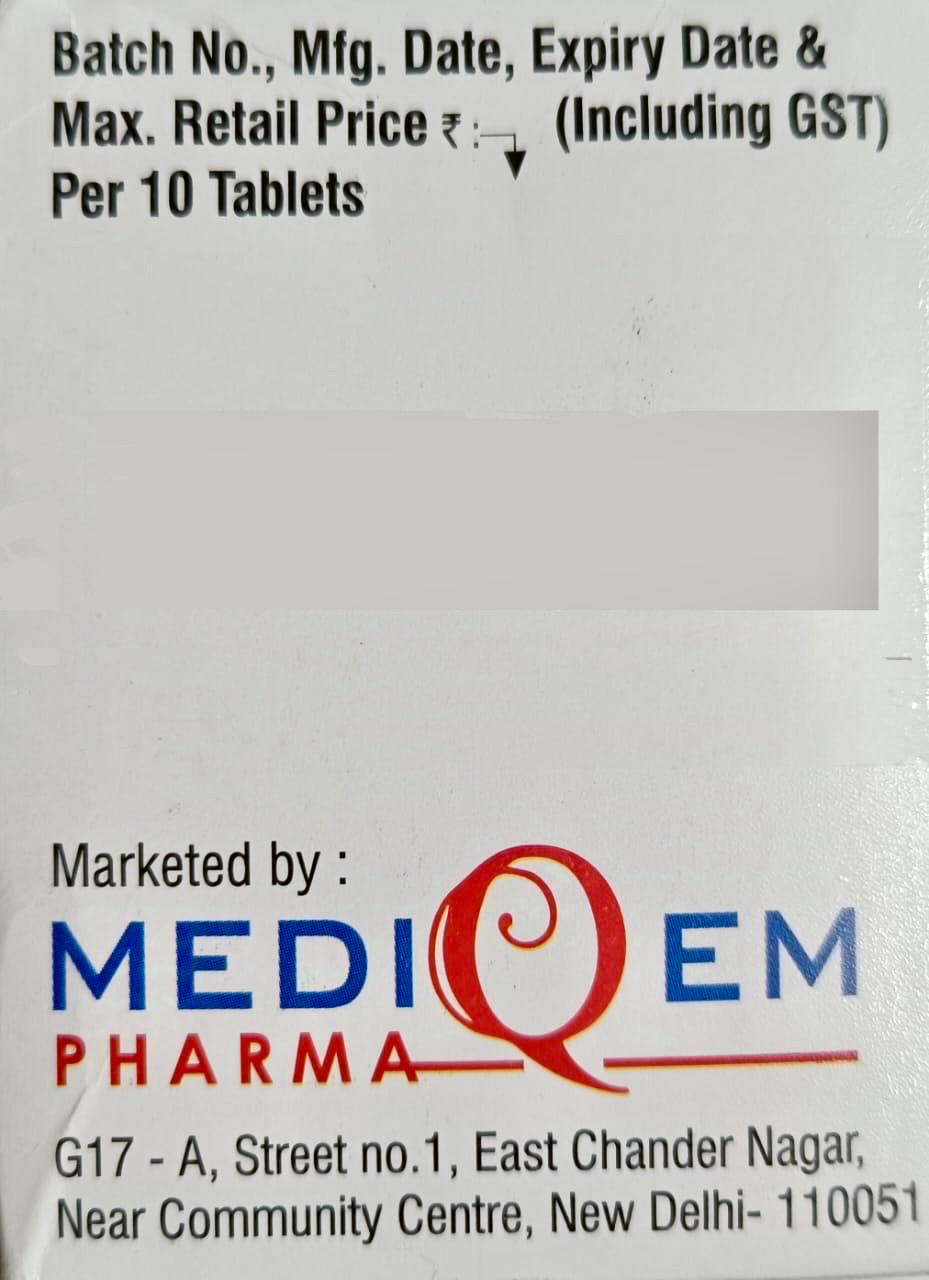 Batch No., Mfg. Date, Expiry Date &
Max. Retail Price ₹ : (Including GST)
Per 10 Tablets
Marketed by :
MEDIQEM
PHARMA
G17 - A, Street no.1, East Chander Nagar,
Near Community Centre, New Delhi- 110051